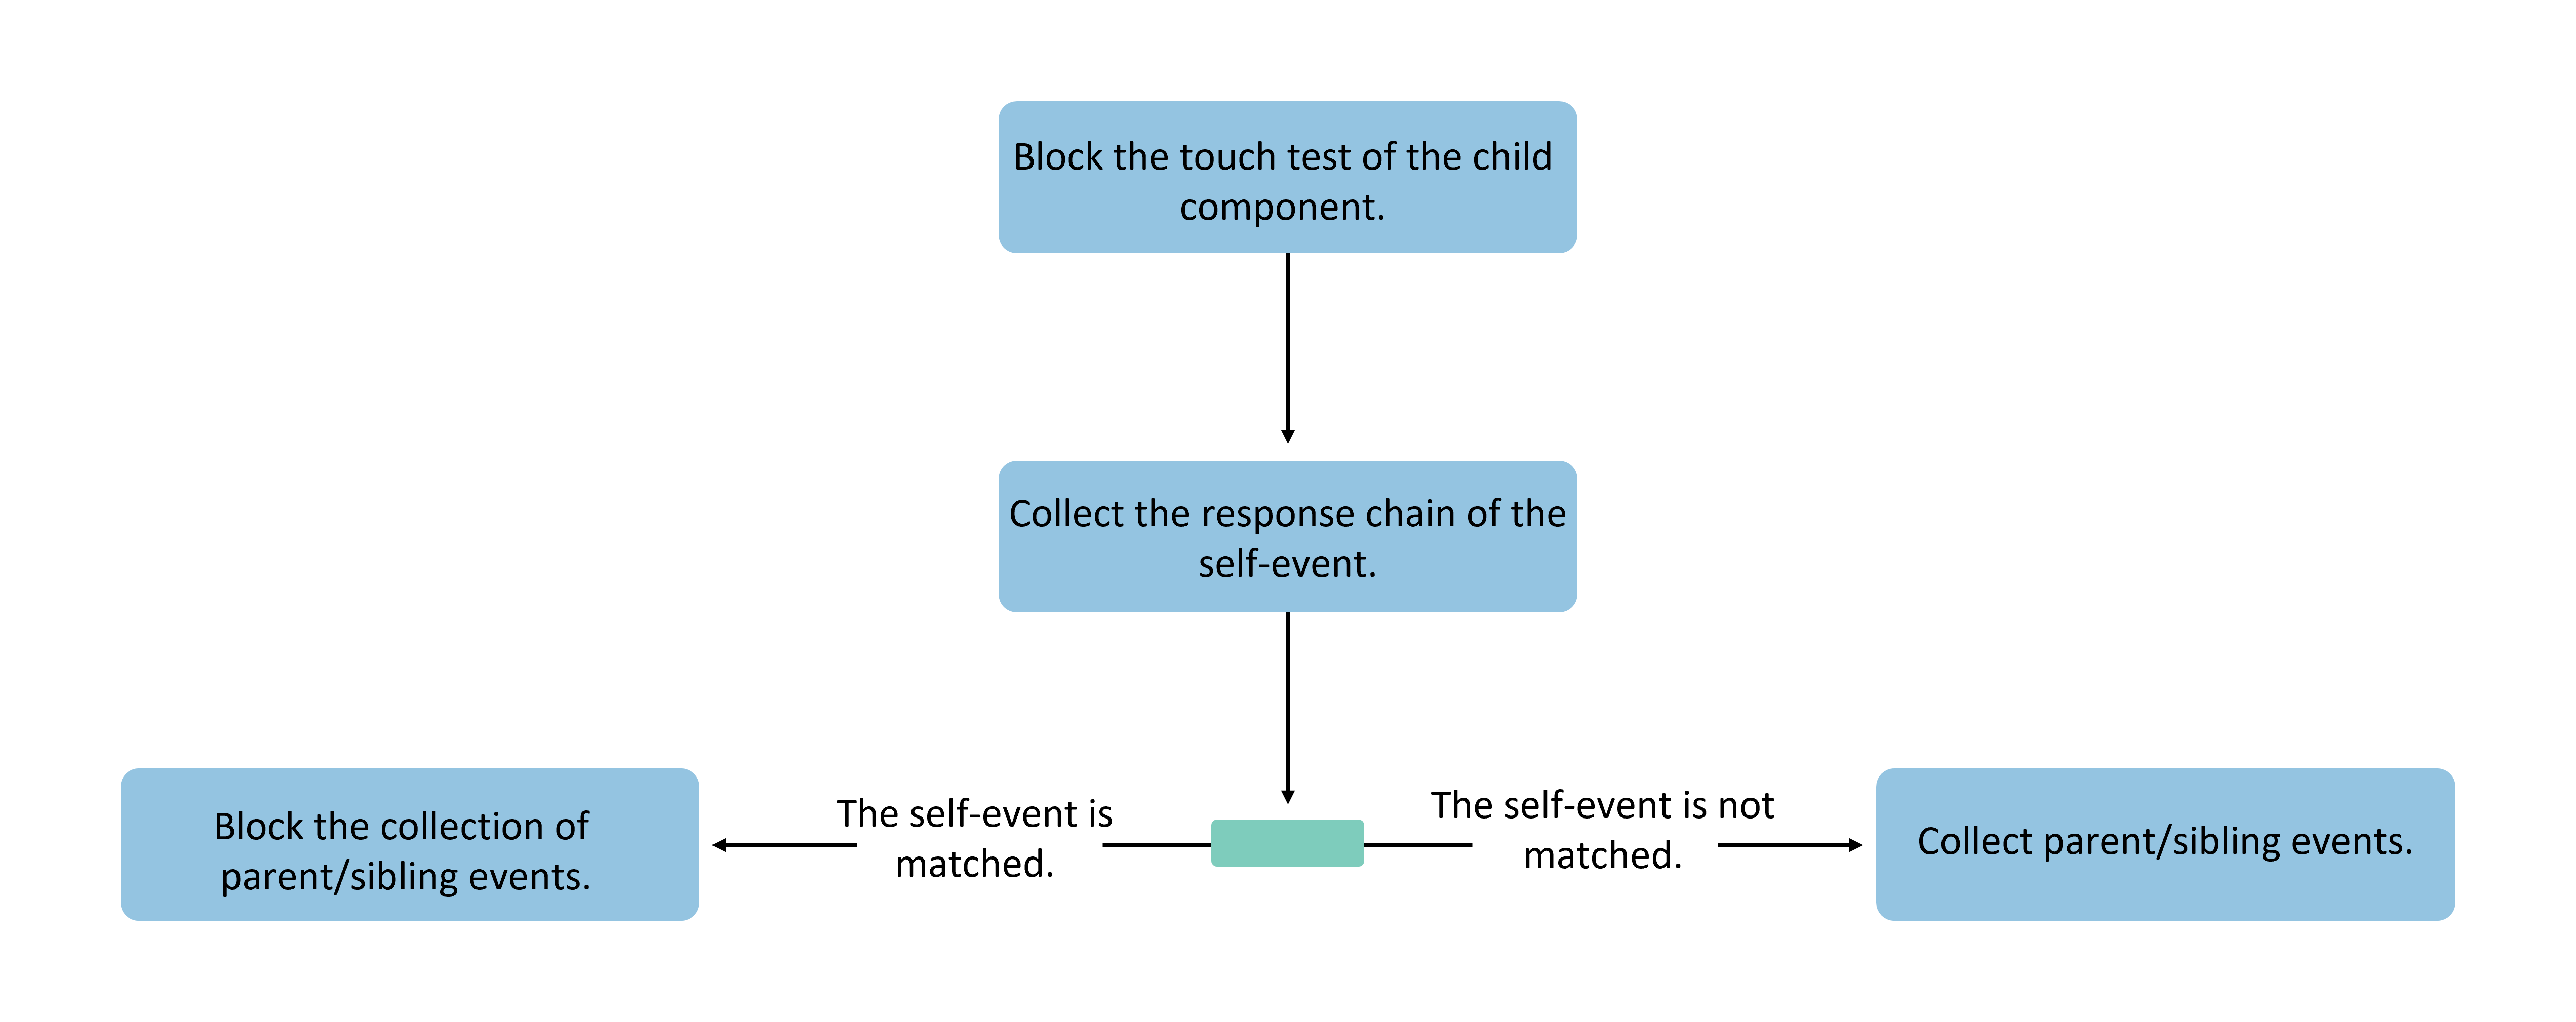 Block the touch test of the child
component.
Collect the response chain of the
self-event.
Block the collection of
parent/sibling events.
The self-event is
matched.
The self-event is not
matched.
Collect parent/sibling events.